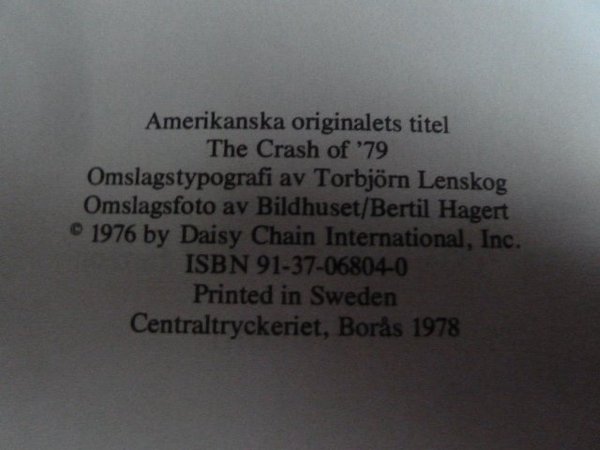 Amerikanska originalets titel
The Crash of '79
Omslagstypografi av Torbjörn Lenskog
Omslagsfoto av Bildhuset/Bertil Hagert
© 1976 by Daisy Chain International, Inc.
ISBN 91-37-06804-0
Printed in Sweden
Centraltryckeriet, Borås 1978